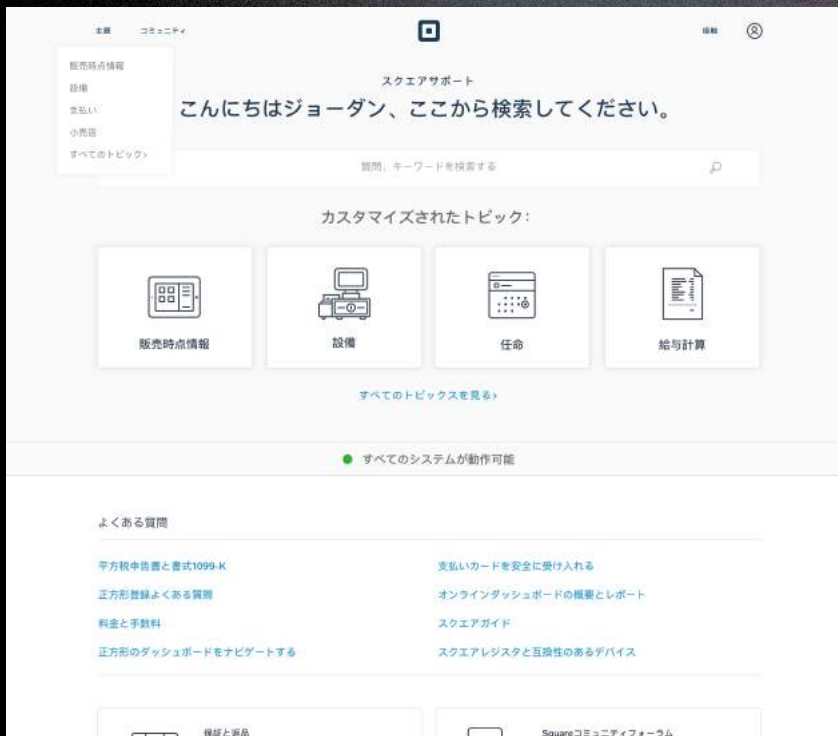 主題 コミュニティ
販売時点情報
設備
支払い
小売店
すべてのトピック›
スクエアサポート
こんにちはジョーダン、ここから検索してください。
質問、キーワードを検索する
カスタマイズされたトピック:
販売時点情報
設備
任命
給与計算
すべてのトピックスを見る›
すべてのシステムが動作可能
よくある質問
平方税申告書と書式1099-K
支払いカードを安全に受け入れる
正方形登録よくある質問
オンラインダッシュボードの概要とレポート
料金と手数料
スクエアガイド
正方形のダッシュボードをナビゲートする
スクエアレジスタと互換性のあるデバイス
保証と返品
Squareコミュニティフォーラム